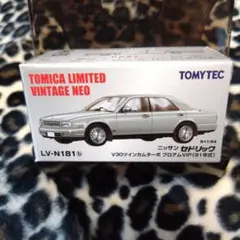 TOMICA LIMITED
VINTAGE NEO
TOMYTEC
LV-N181b
ニッサン セドリック
V30ツインカムターボ ブロアムVIP(91年式)